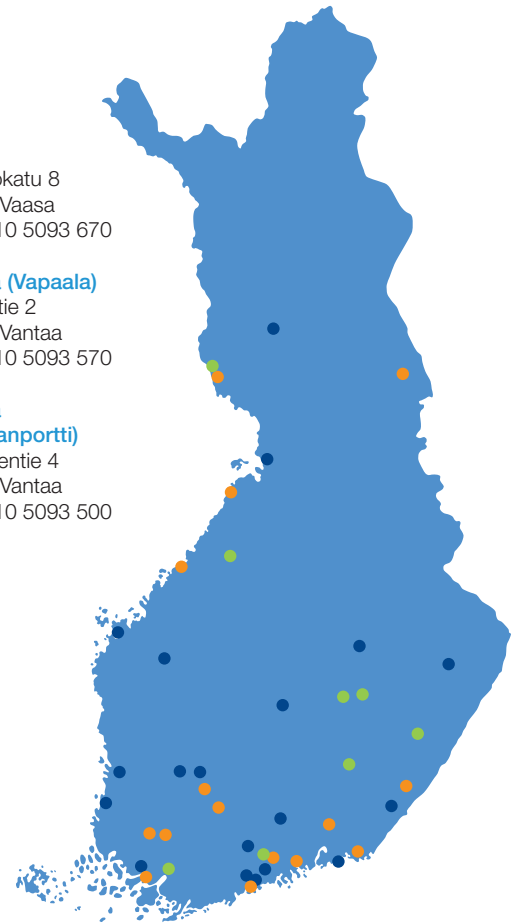 okatu 8
Vaasa
10 5093 670
(Vapaala)
tie 2
Vantaa
10 5093 570
anportti)
entie 4
Vantaa
10 5093 500